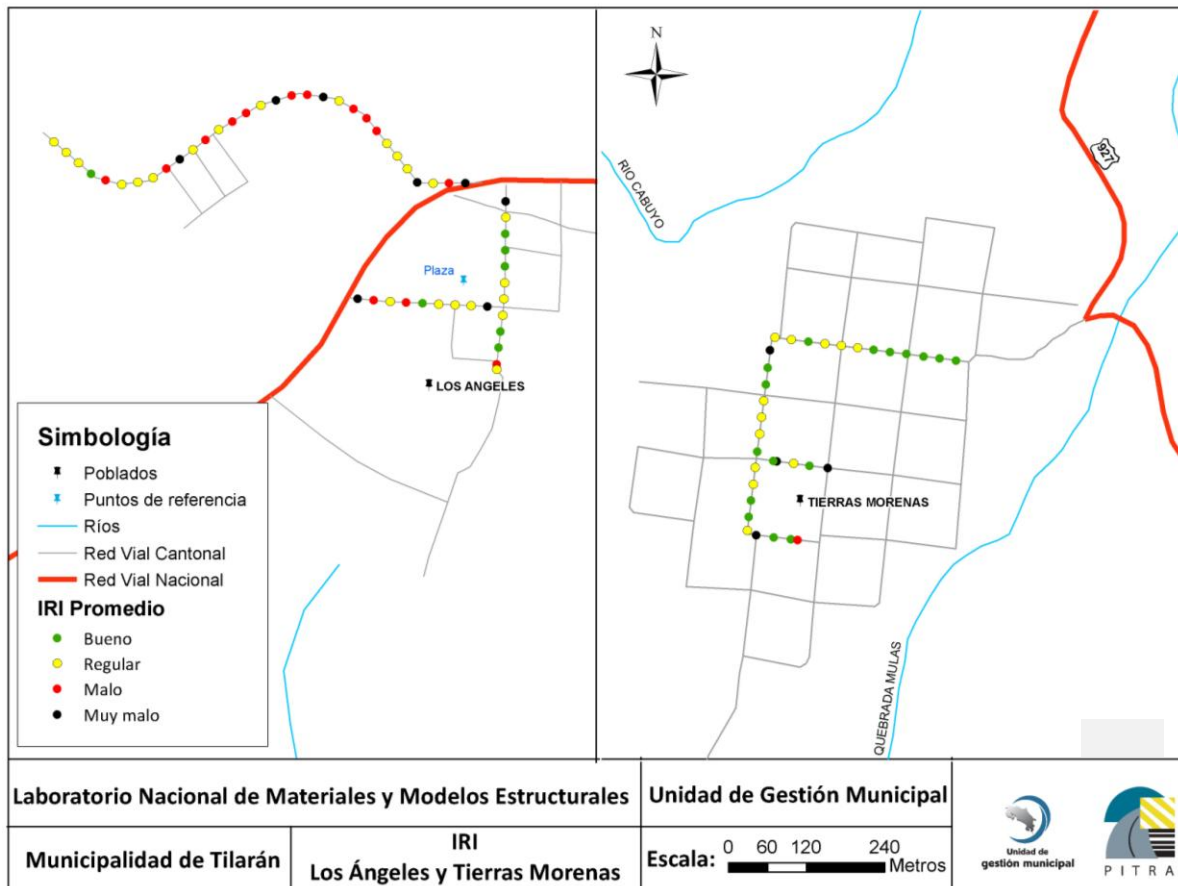 N
927
RIO CABUYO
Plaza
LOS ANGELES
TIERRAS MORENAS
QUEBRADA MULAS
Simbología
Poblados
Puntos de referencia
Ríos
Red Vial Cantonal
Red Vial Nacional
IRI Promedio
Bueno
Regular
Malo
Muy malo
Laboratorio Nacional de Materiales y Modelos Estructurales
Unidad de Gestión Municipal
Municipalidad de Tilarán
IRI
Los Ángeles y Tierras Morenas
Escala:
0 60 120 240
Metros
Unidad de
gestión municipal
PITRA